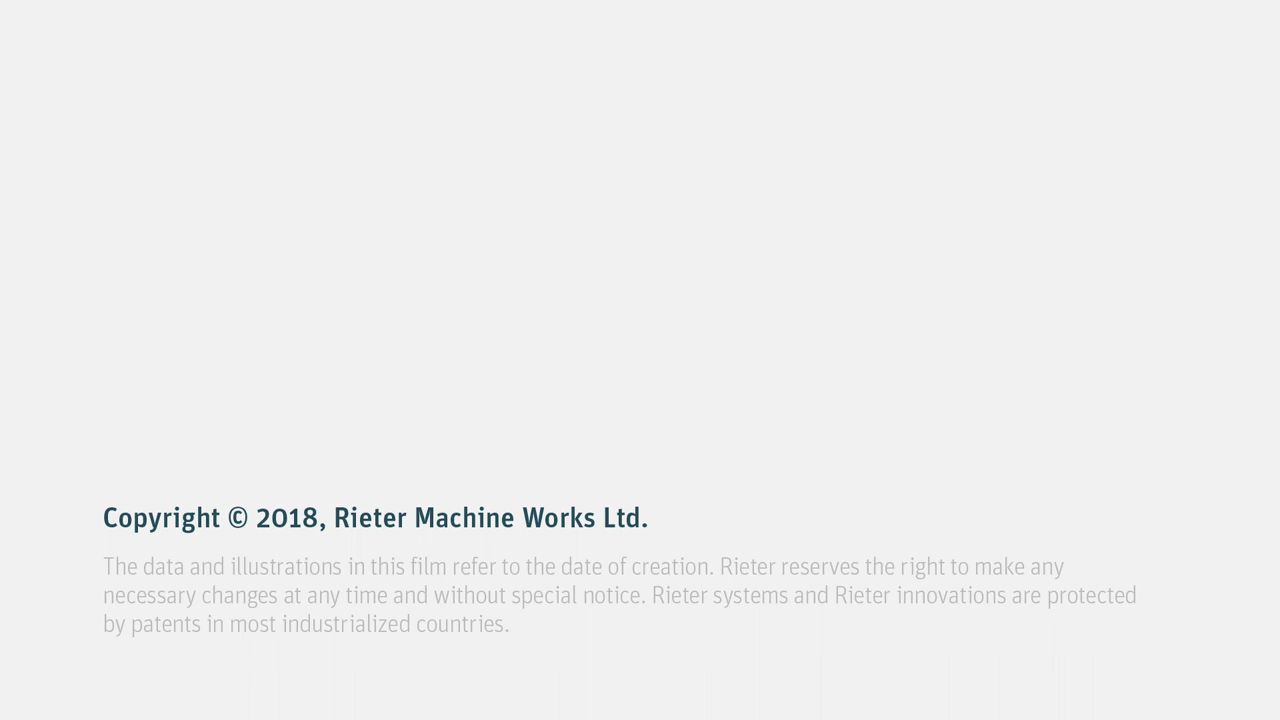 Copyright © 2018, Rieter Machine Works Ltd.
The data and illustrations in this film refer to the date of creation. Rieter reserves the right to make any
necessary changes at any time and without special notice. Rieter systems and Rieter innovations are protected
by patents in most industrialized countries.